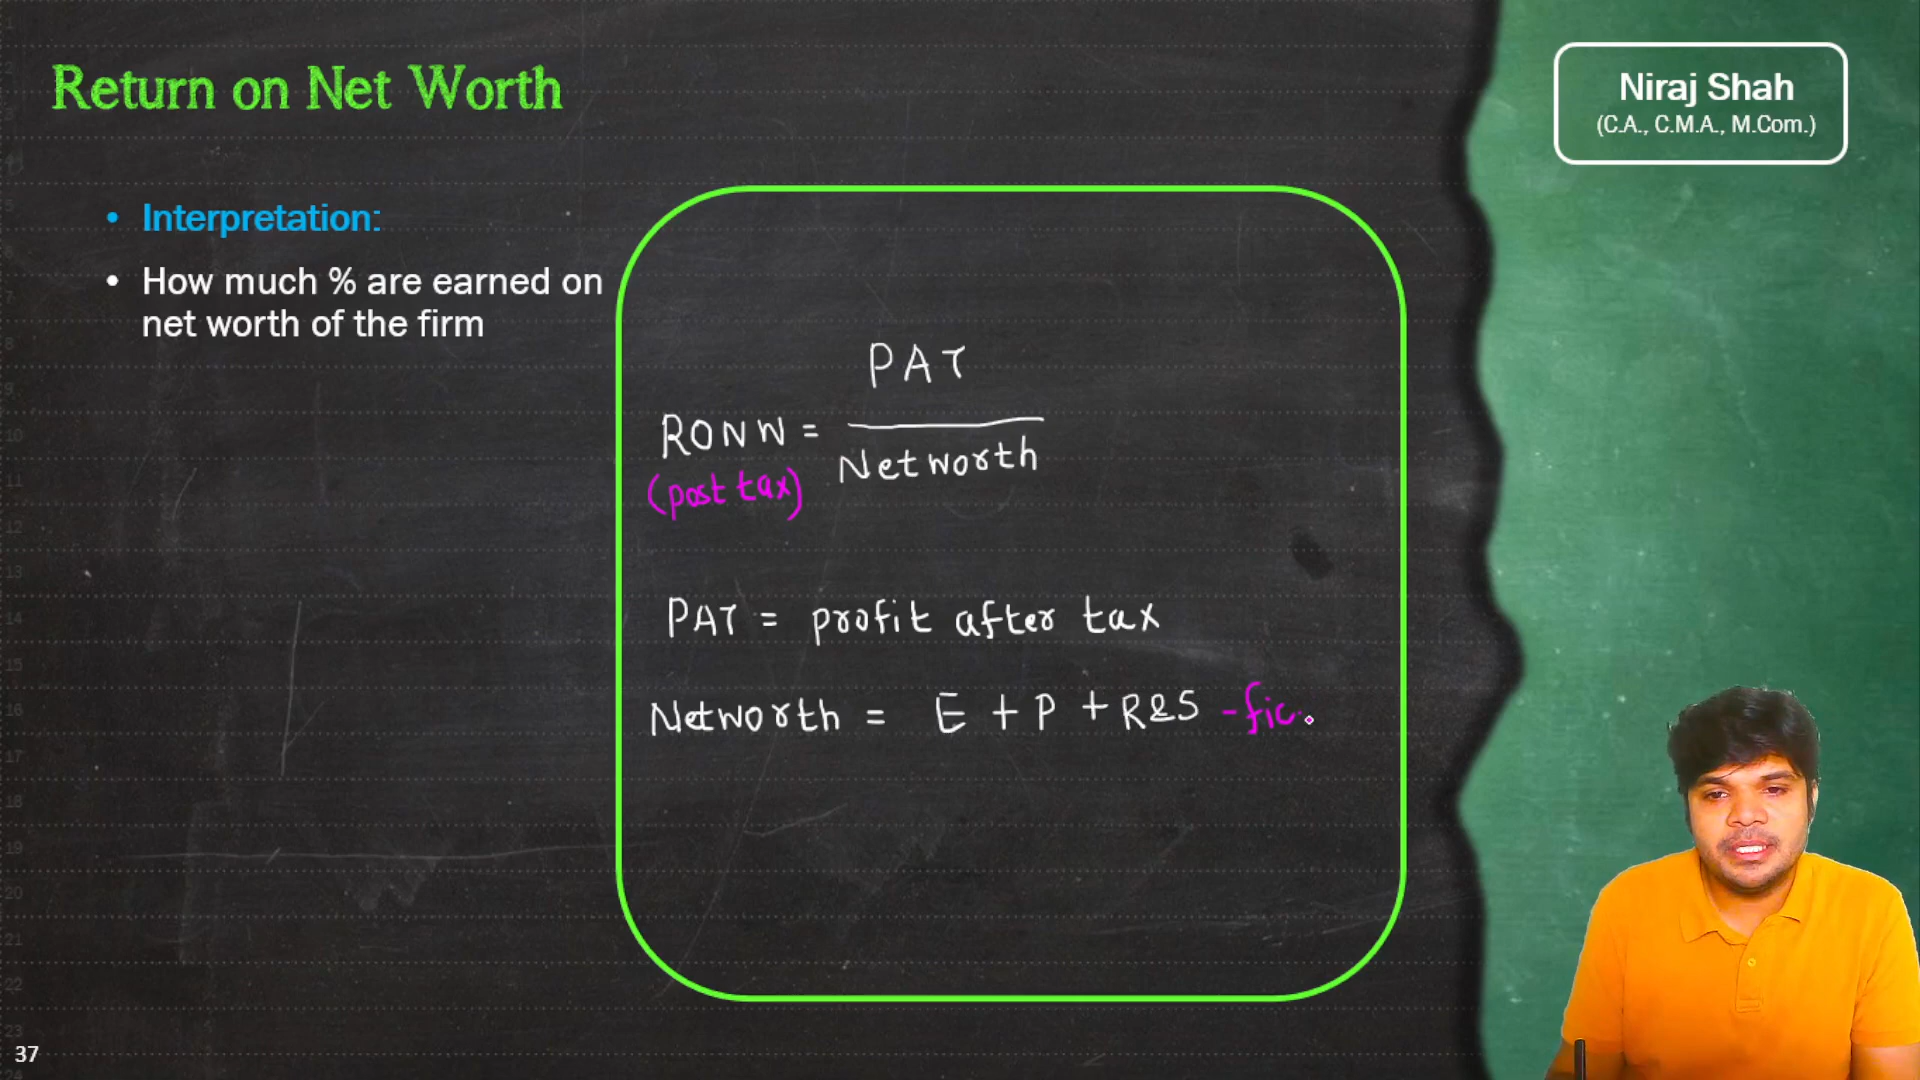 Return on Net Worth
Niraj Shah
(C.A., C.M.A., M.Com.)
• Interpretation:
• How much % are earned on
net worth of the firm
PAT
RONW =
Networth
(post tax)
PAT = profit after tax
Networth = E + P + R&S - fic.
37